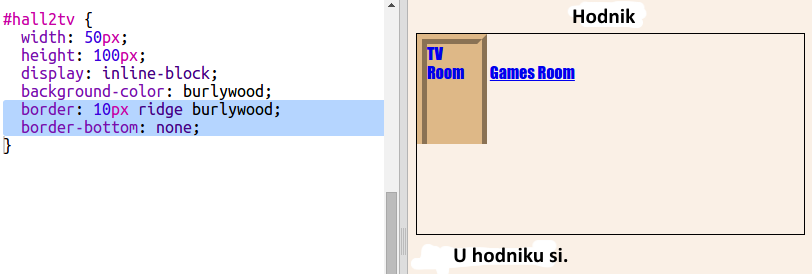 #hall2tv {
width: 50px;
height: 100px;
display: inline-block;
background-color: burlywood;
border: 10px ridge burlywood;
border-bottom: none;
}
Hodnik
TV
Room
Games Room
U hodniku si.